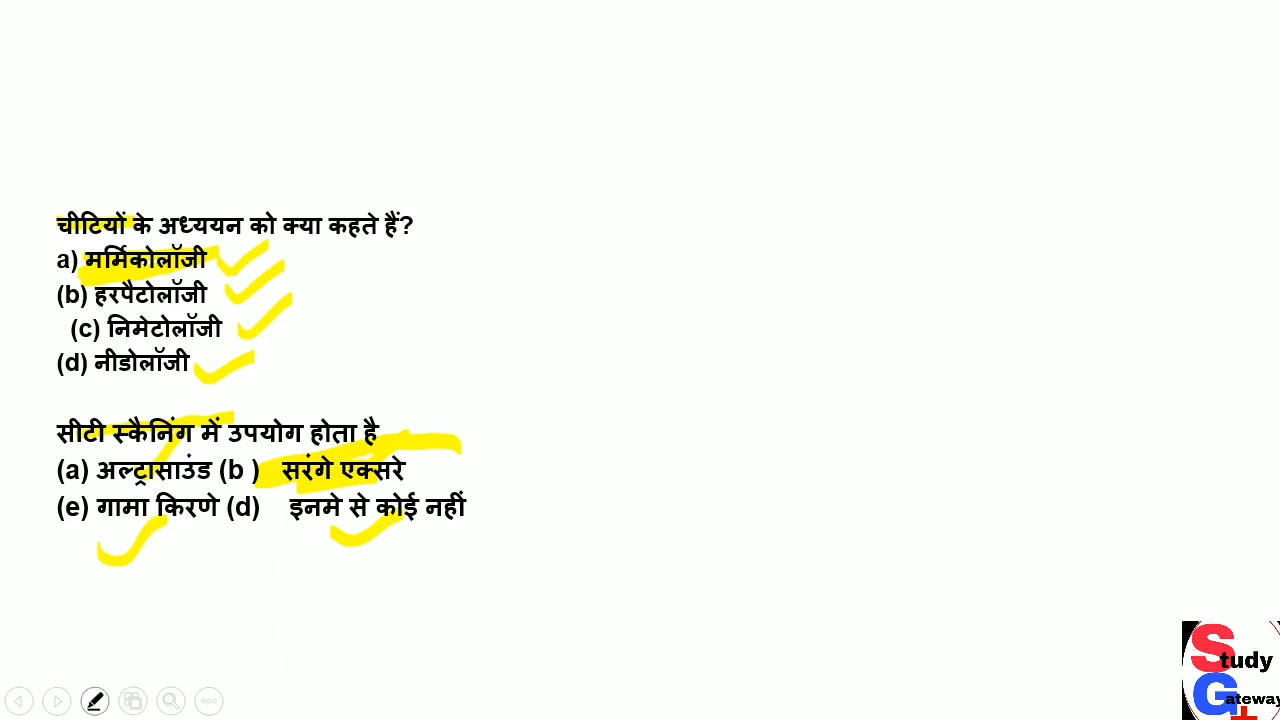 चीटियों के अध्ययन को क्या कहते हैं?
a) मर्मिकोलॉजी
(b) हरपैटोलॉजी
(c) निमेटोलॉजी
(d) नीडोलॉजी
सीटी स्कैनिंग में उपयोग होता है
(a) अल्ट्रासाउंड (b ) सरंगे एक्सरे
(e) गामा किरणे (d) इनमे से कोई नहीं
Study
Gateway